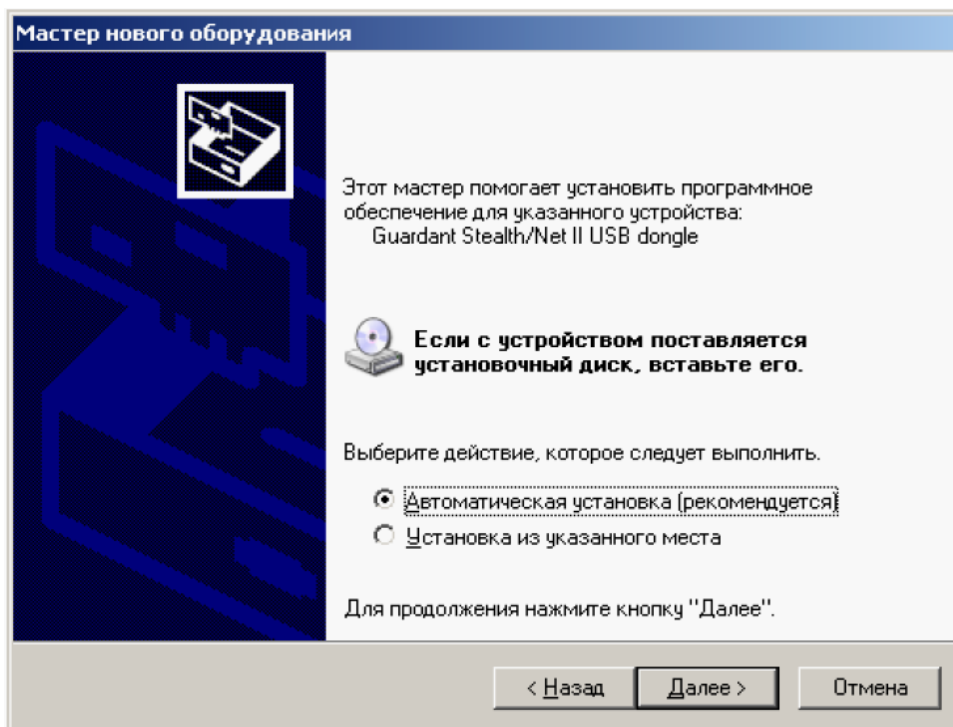 Мастер нового оборудования
Этот мастер помогает установить программное
обеспечение для указанного устройства:
Guardant Stealth/Net II USB dongle
Если с устройством поставляется
установочный диск, вставьте его.
Выберите действие, которое следует выполнить.
Автоматическая установка (рекомендуется)
Установка из указанного места
Для продолжения нажмите кнопку "Далее".
< Назад Далее > Отмена